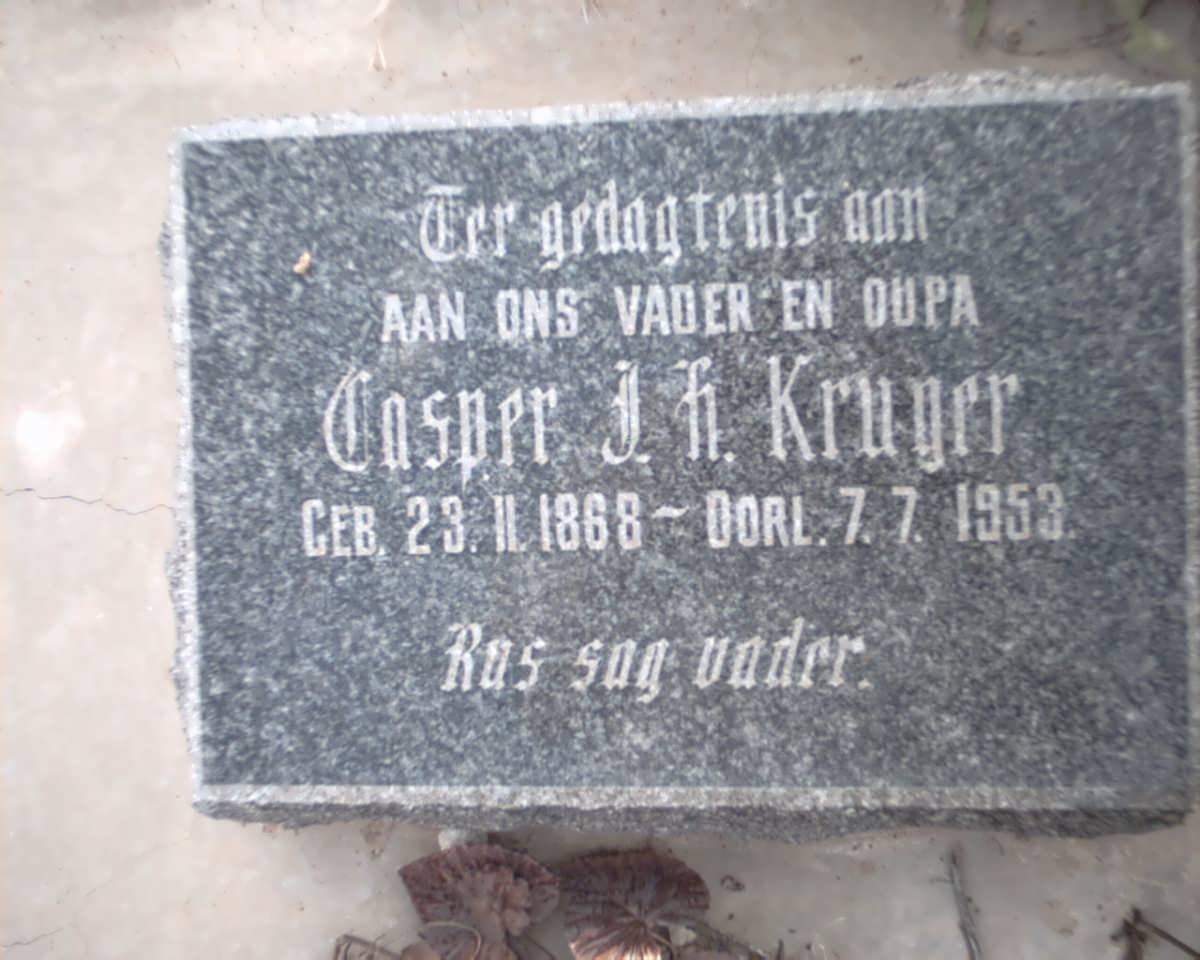 Ter gedagtenis aan
AAN ONS VADER EN OUPA
Casper J. H. Kruger
GEB. 23. 11. 1868 ~ OORL. 7. 7. 1953.
Rus sag vader.